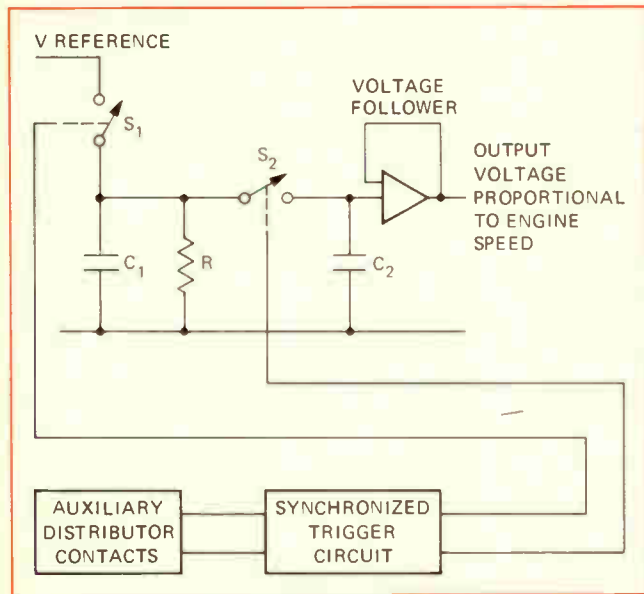 V REFERENCE
S1
VOLTAGE
FOLLOWER
S2
OUTPUT
VOLTAGE
PROPORTIONAL
TO ENGINE
SPEED
C1
R
C2
AUXILIARY
DISTRIBUTOR
CONTACTS
SYNCHRONIZED
TRIGGER
CIRCUIT